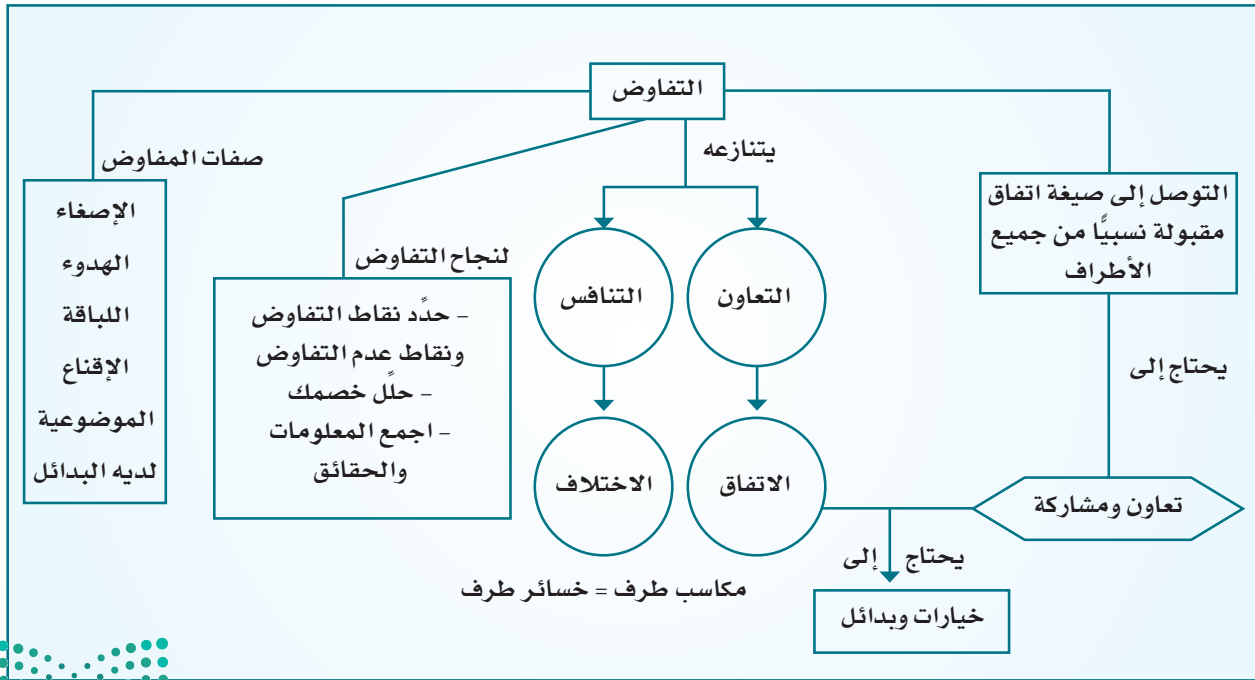 التفاوض
التوصل إلى صيغة اتفاق
مقبولة نسبيًّا من جميع
الأطراف
يحتاج إلى
تعاون ومشاركة
يتنازعه
التعاون
التنافس
الاتفاق
الاختلاف
يحتاج إلى
خيارات وبدائل
مكاسب طرف = خسائر طرف
لنجاح التفاوض
– حدِّد نقاط التفاوض
ونقاط عدم التفاوض
– حلِّل خصمك
– اجمع المعلومات
والحقائق
صفات المفاوض
الإصغاء
الهدوء
اللباقة
الإقناع
الموضوعية
لديه البدائل